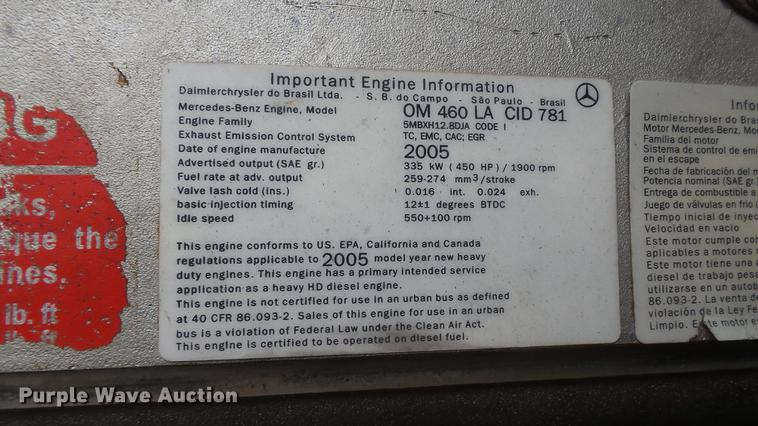 Important Engine Information
Daimlerchrysler do Brasil Ltda. - S. B. do Campo - São Paulo - Brasil
Mercedes-Benz Engine, Model OM 460 LA CID 781
Engine Family 5MBXH12.8DJA CODE I
Exhaust Emission Control System TC, EMC, CAC; EGR
Date of engine manufacture 2005
Advertised output (SAE gr.) 335 kW ( 450 HP) / 1900 rpm
Fuel rate at adv. output 259-274 mm³/stroke
Valve lash cold (ins.) 0.016 int. 0.024 exh.
basic injection timing 12±1 degrees BTDC
Idle speed 550+100 rpm
This engine conforms to US. EPA, California and Canada
regulations applicable to 2005 model year new heavy
duty engines. This engine has a primary intended service
application as a heavy HD diesel engine.
This engine is not certified for use in an urban bus as defined
at 40 CFR 86.093-2. Sales of this engine for use in an urban
bus is a violation of Federal Law under the Clean Air Act.
This engine is certified to be operated on diesel fuel.
que the
ines,
lb. ft
Daimlerchrysler do Bras
Motor Mercedes-Benz, Mo
Familia del motor
Sistema de control de emi
en el escape
Fecha de fabricación del m
Potencia nominal (SAE gr.
Entrega de combustible a
Juego de válvulas en frio (
Tiempo inicial de inyec
Velocidad en vacio
Este motor cumple con
aplicables a motores n
Este motor tiene una a
diesel de trabajo pesa
utilizarse en un autob
86.093-2. La venta de
violación de la Ley Fe
Limpio. Este motor e
Purple Wave Auction